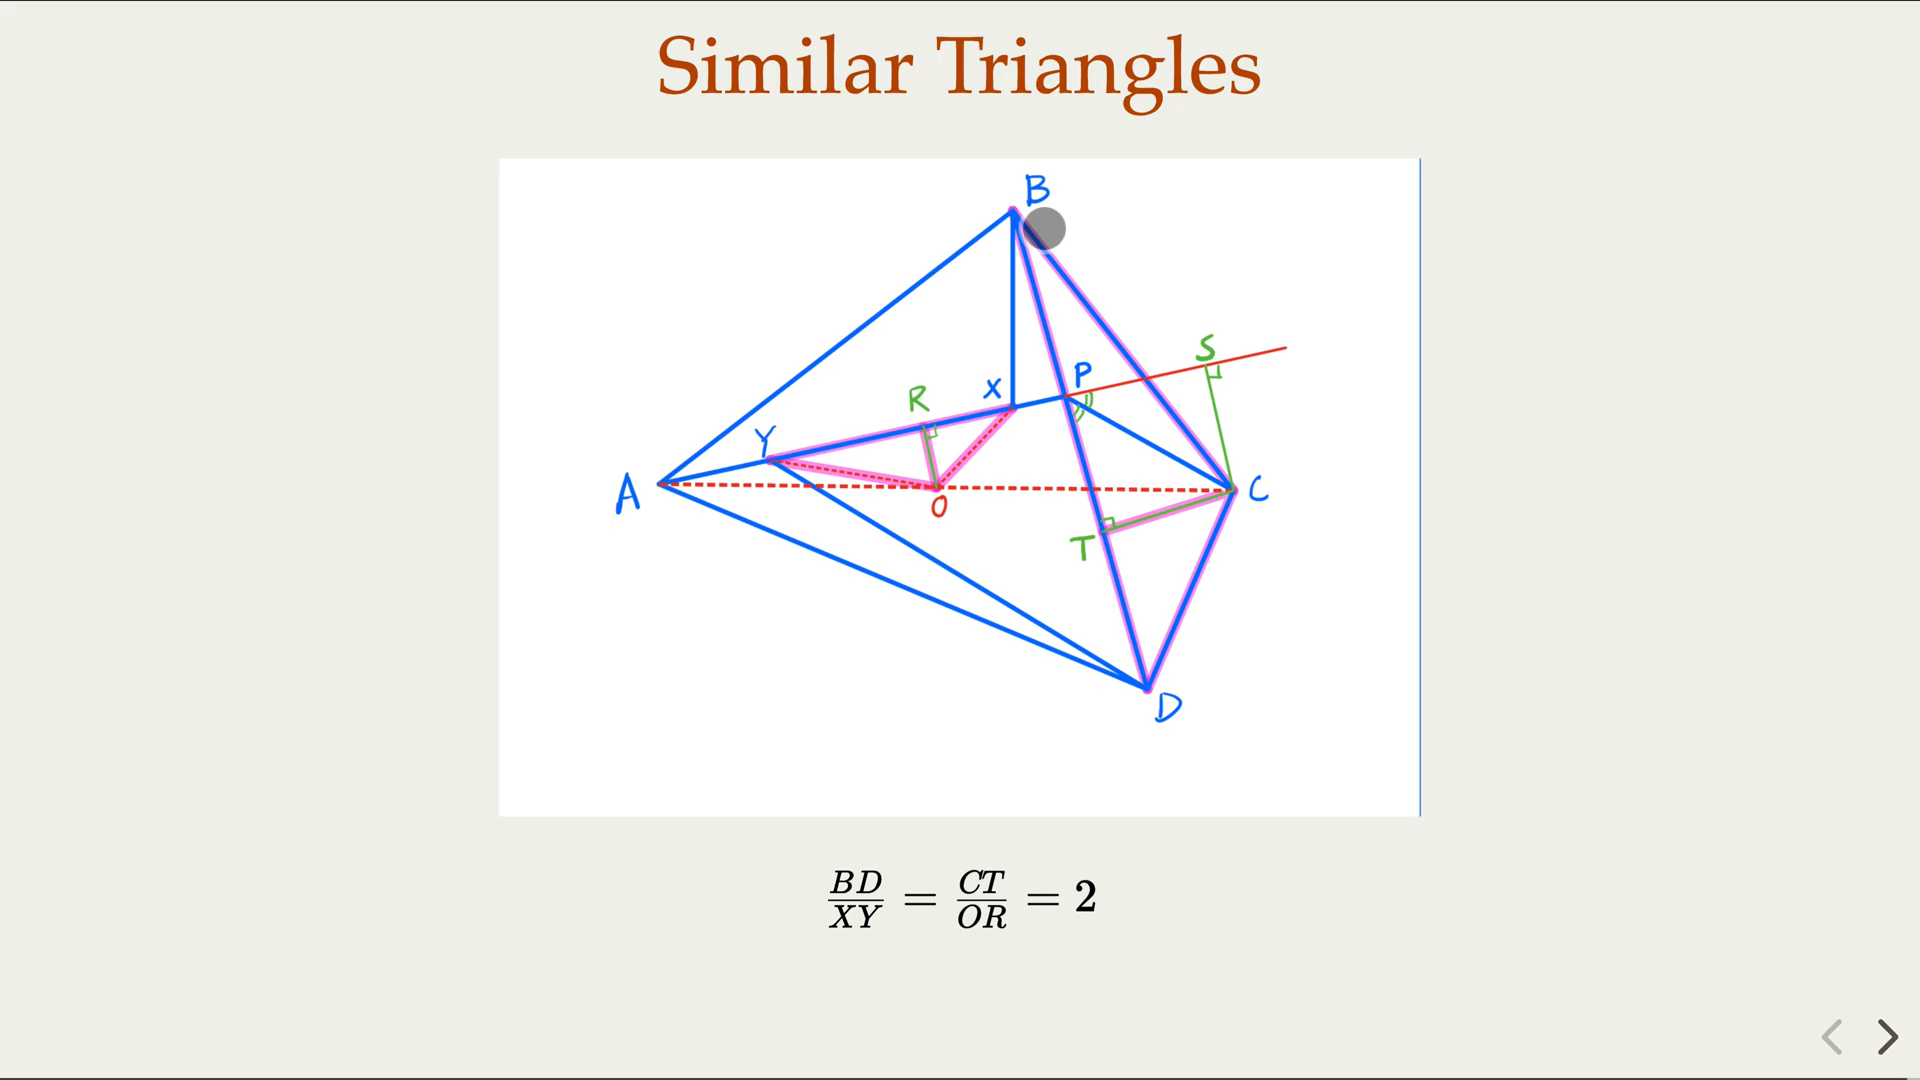 Similar Triangles
B
S
P
X
R
Y
A
O
C
T
D
BD/XY = CT/OR = 2